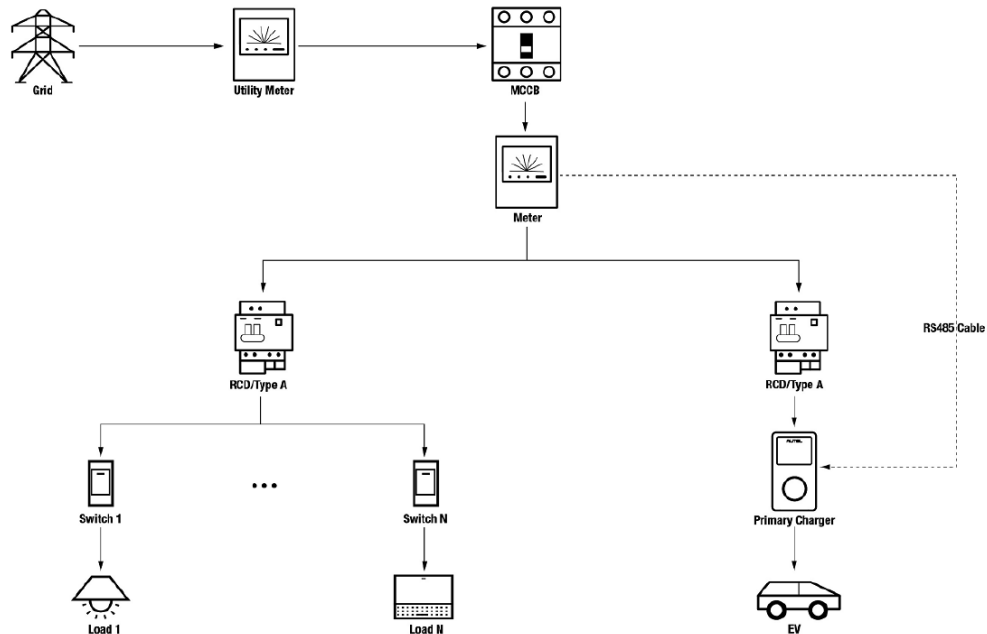 Grid
Utility Meter
MCCB
Meter
RS485 Cable
RCD/Type A
RCD/Type A
AUTEL
Switch 1
Switch N
Primary Charger
Load 1
Load N
EV